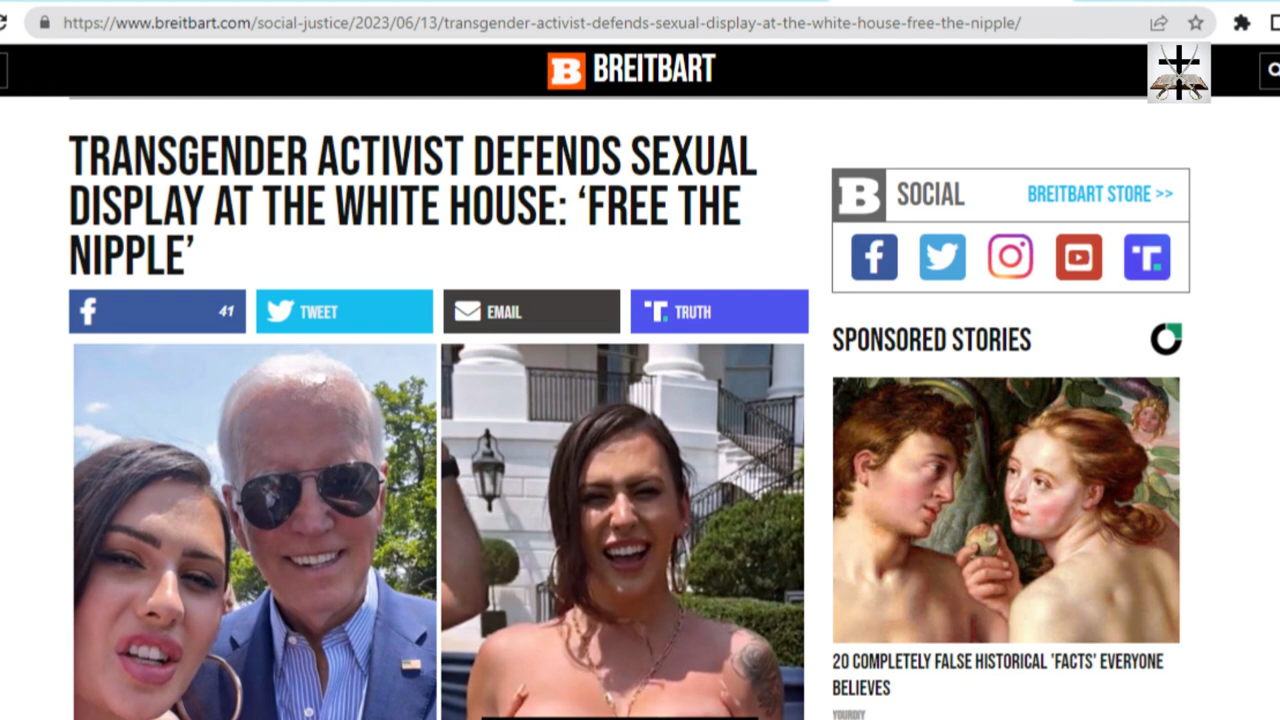 https://www.breitbart.com/social-justice/2023/06/13/transgender-activist-defends-sexual-display-at-the-white-house-free-the-nipple/
B BREITBART
TRANSGENDER ACTIVIST DEFENDS SEXUAL
DISPLAY AT THE WHITE HOUSE: ‘FREE THE
NIPPLE’
f 41
TWEET
EMAIL
T. TRUTH
B SOCIAL
BREITBART STORE >>
f
T.
SPONSORED STORIES
20 COMPLETELY FALSE HISTORICAL 'FACTS' EVERYONE
BELIEVES
YOURDIY